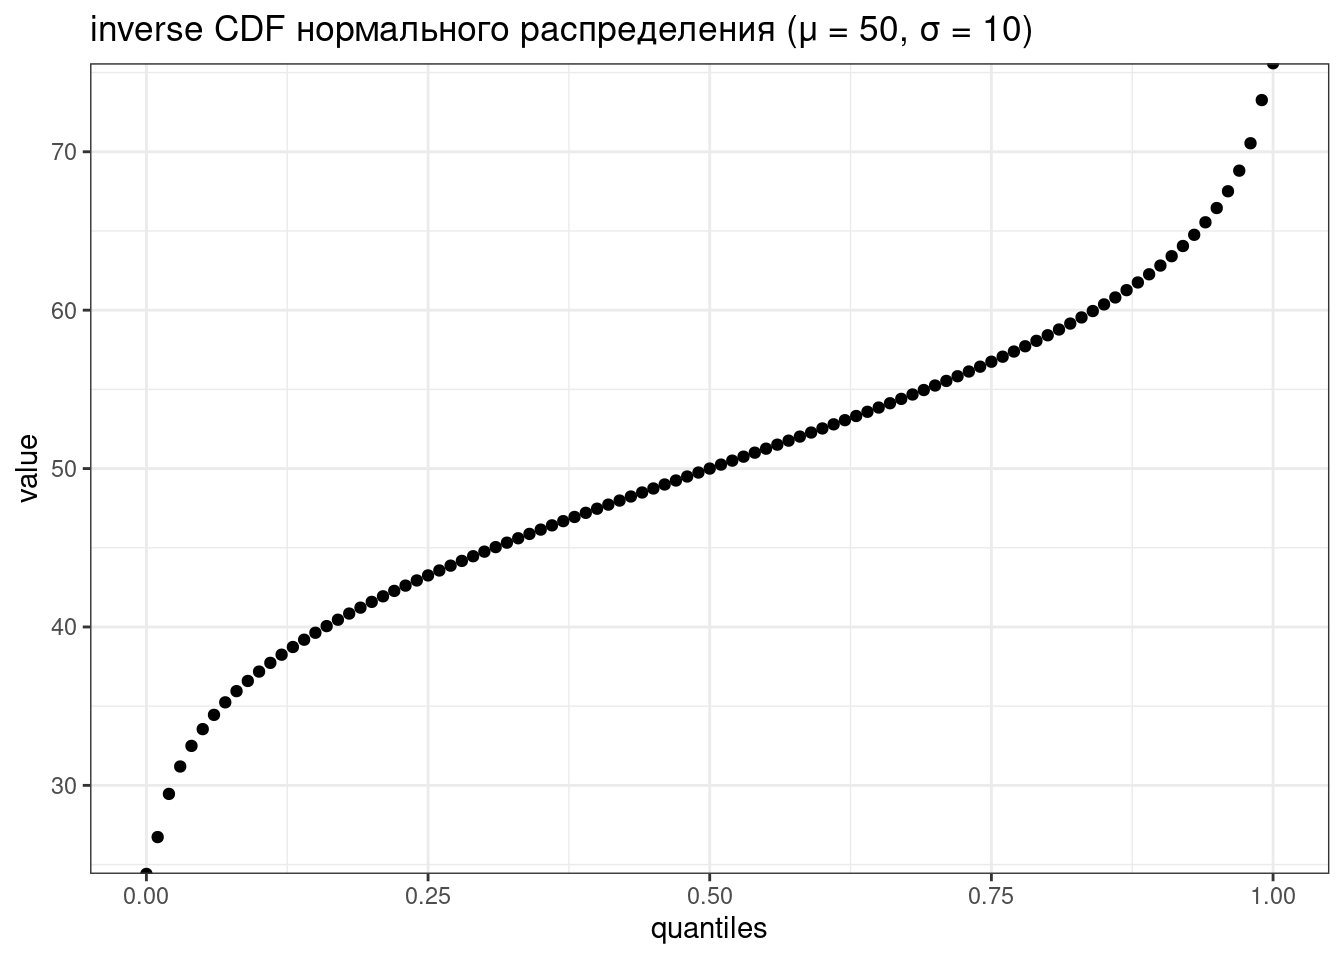 inverse CDF нормального распределения (μ = 50, σ = 10)
70
60
50
40
30
value
0.00 0.25 0.50 0.75 1.00
quantiles